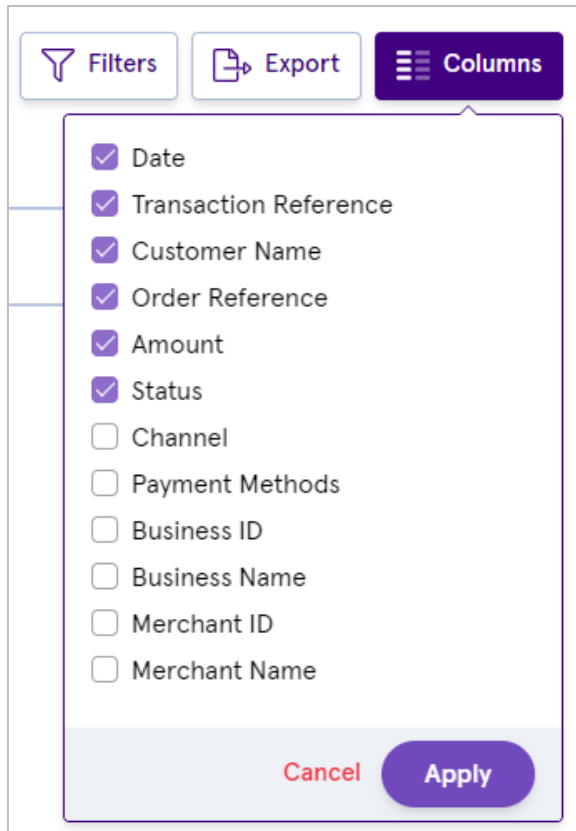 Filters Export Columns
Date
Transaction Reference
Customer Name
Order Reference
Amount
Status
Channel
Payment Methods
Business ID
Business Name
Merchant ID
Merchant Name
Cancel Apply